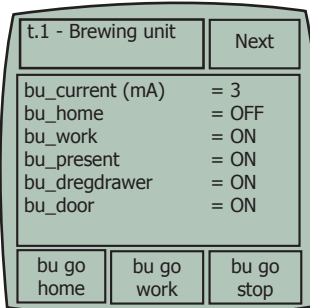 t.1 - Brewing unit
Next
bu_current (mA) = 3
bu_home = OFF
bu_work = ON
bu_present = ON
bu_dregdrawer = ON
bu_door = ON
bu go home
bu go work
bu go stop